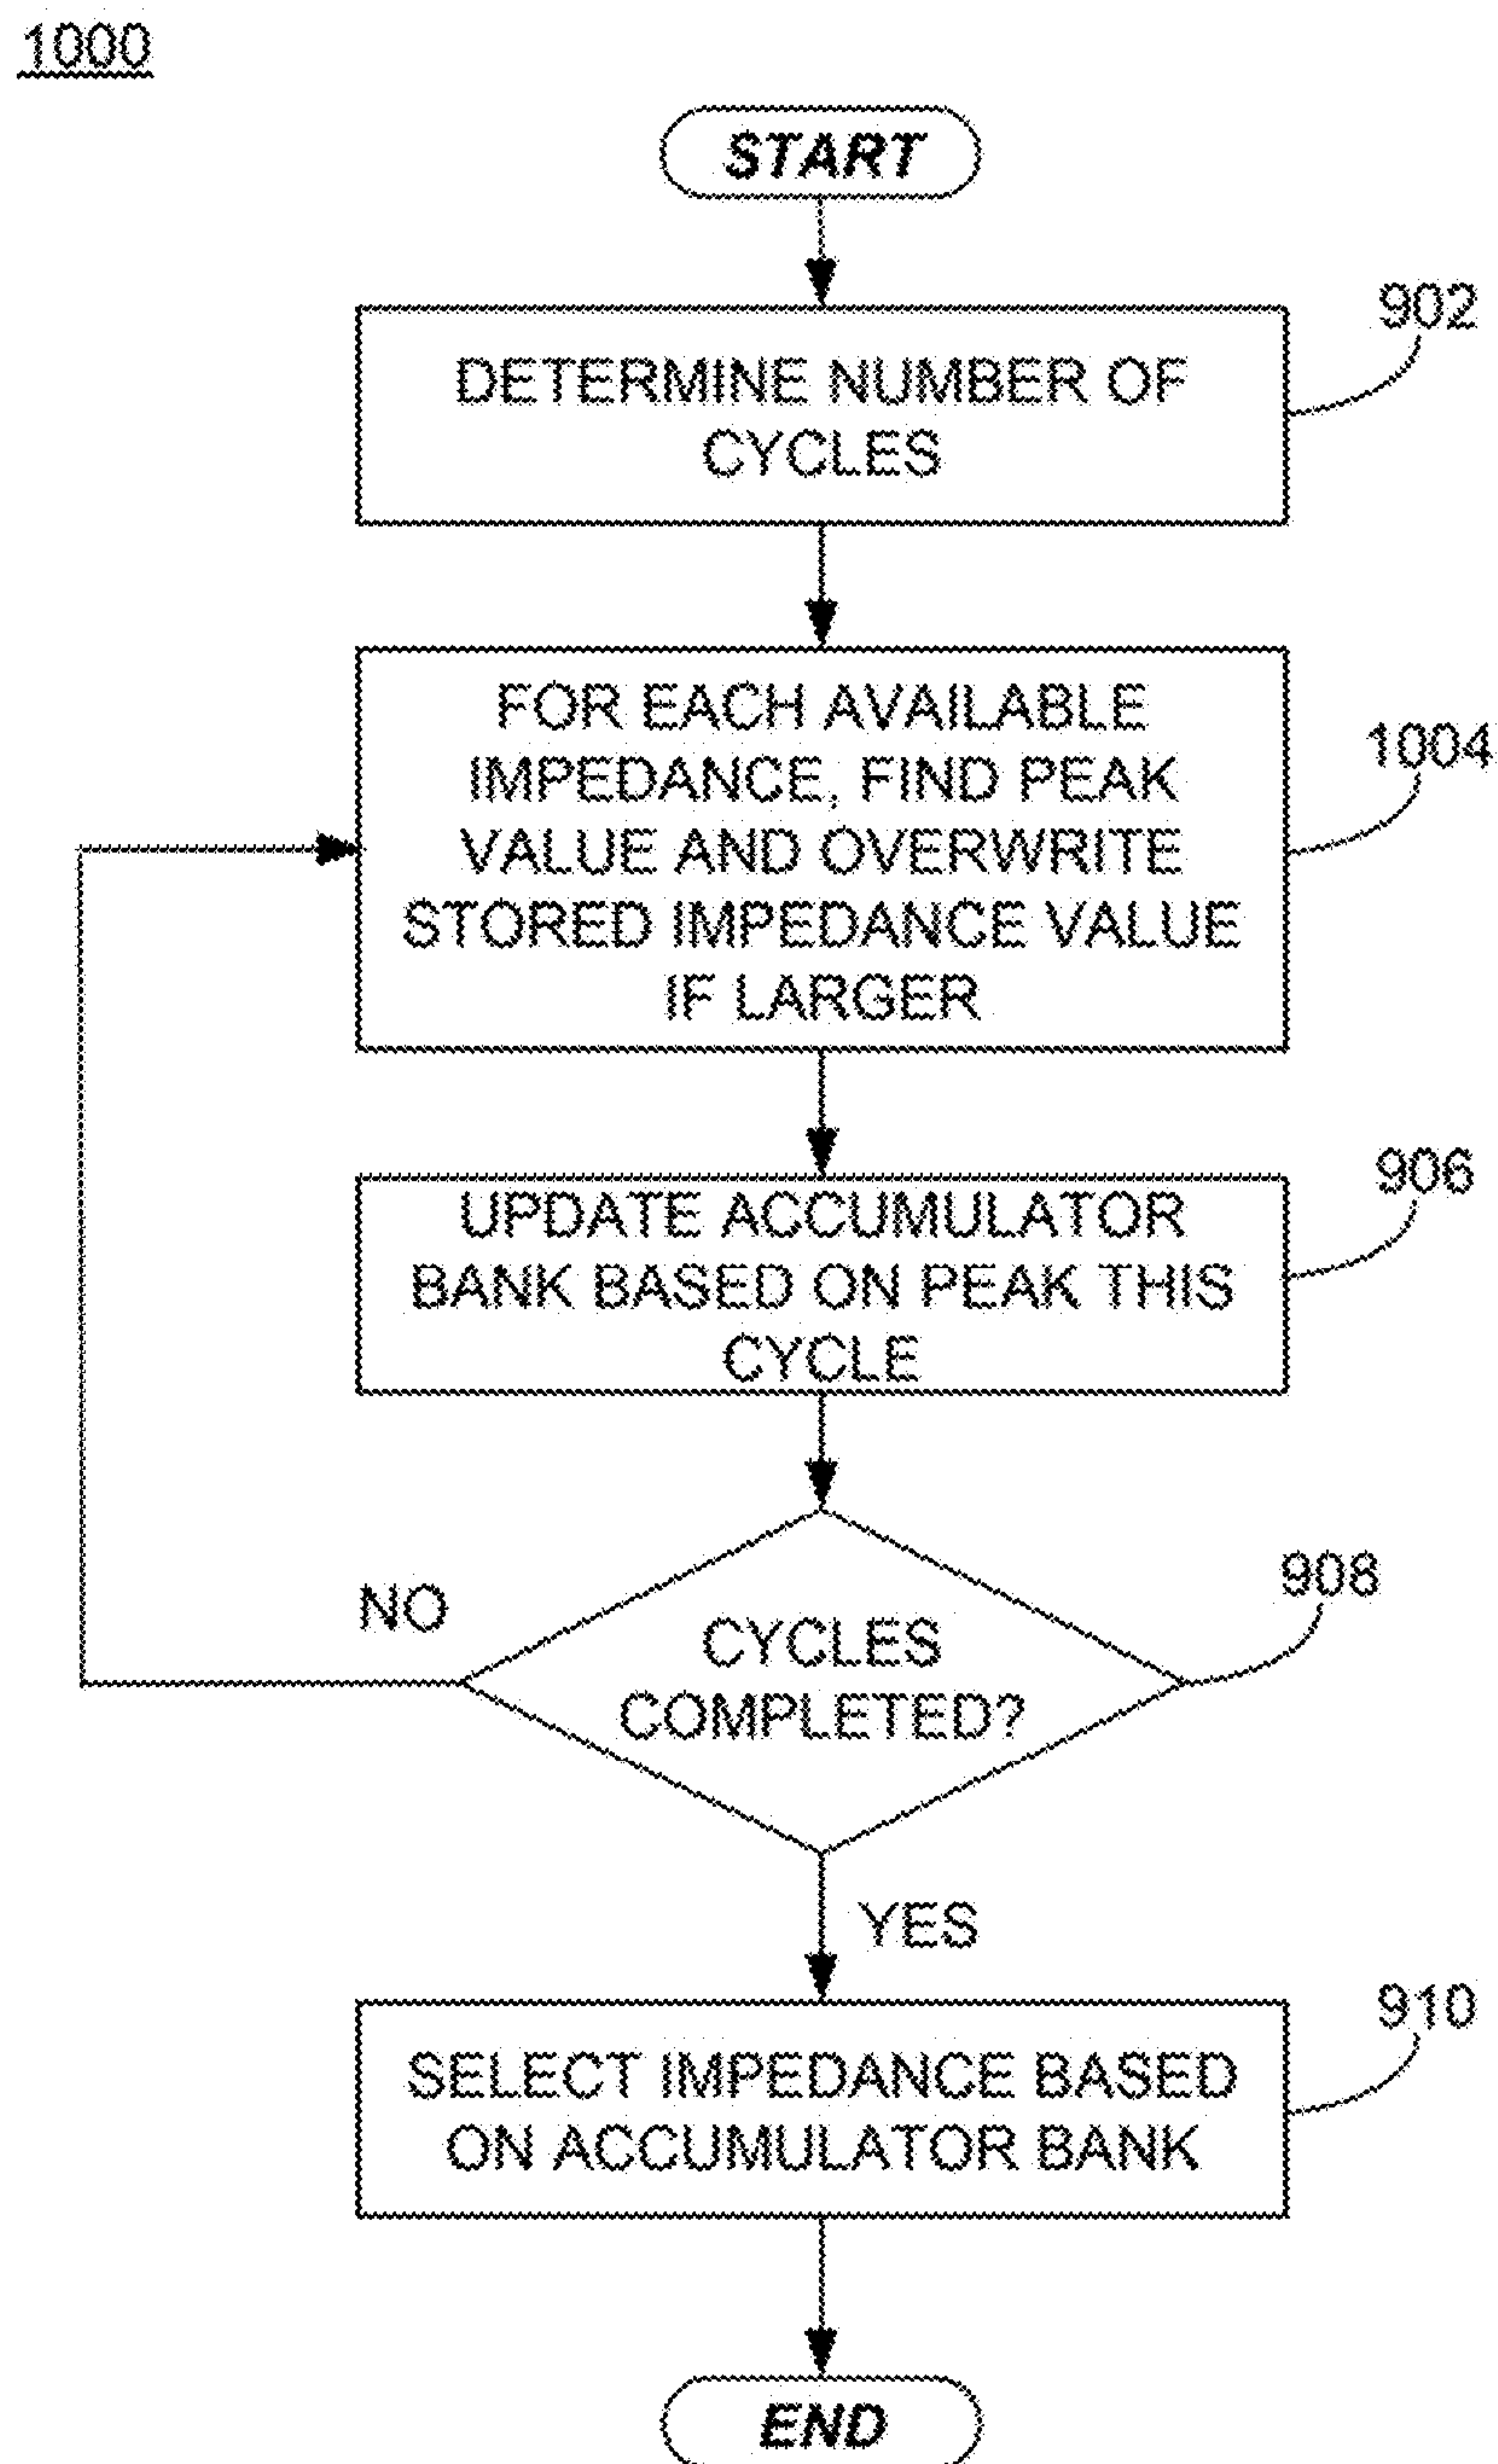 1000
START
902
DETERMINE NUMBER OF
CYCLES
FOR EACH AVAILABLE
IMPEDANCE, FIND PEAK
VALUE AND OVERWRITE
STORED IMPEDANCE VALUE
IF LARGER
1004
906
UPDATE ACCUMULATOR
BANK BASED ON PEAK THIS
CYCLE
908
NO
CYCLES
COMPLETED?
YES
910
SELECT IMPEDANCE BASED
ON ACCUMULATOR BANK
END